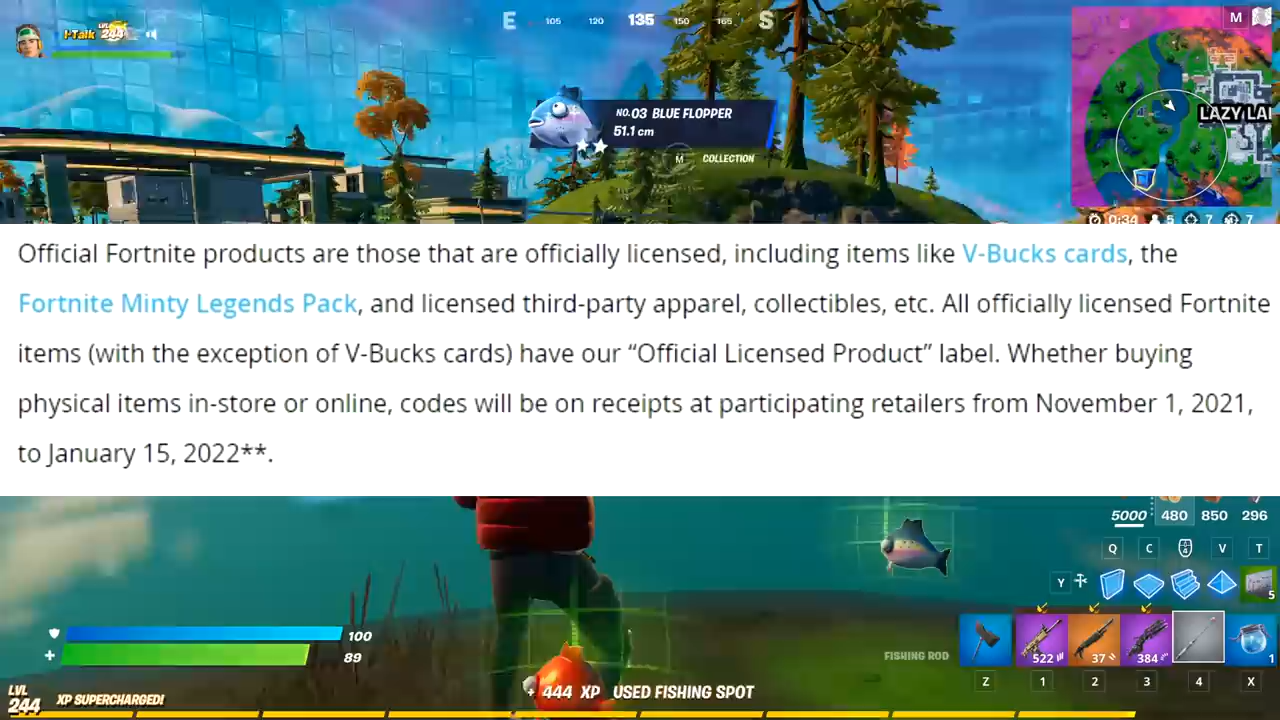 E 105 120 135 150 165 S
M
I-Talk
LVL 244
NO.03 BLUE FLOPPER
51.1 cm
M COLLECTION
LAZY LA
0:34 5 7 7
Official Fortnite products are those that are officially licensed, including items like V-Bucks cards, the
Fortnite Minty Legends Pack, and licensed third-party apparel, collectibles, etc. All officially licensed Fortnite
items (with the exception of V-Bucks cards) have our “Official Licensed Product” label. Whether buying
physical items in-store or online, codes will be on receipts at participating retailers from November 1, 2021,
to January 15, 2022**.
5000 480 850 296
Q C 4 V T
Y 5
100
+ 89
FISHING ROD
522 37 384 1
Z 1 2 3 4 X
+ 444 XP USED FISHING SPOT
LVL 244 XP SUPERCHARGED!